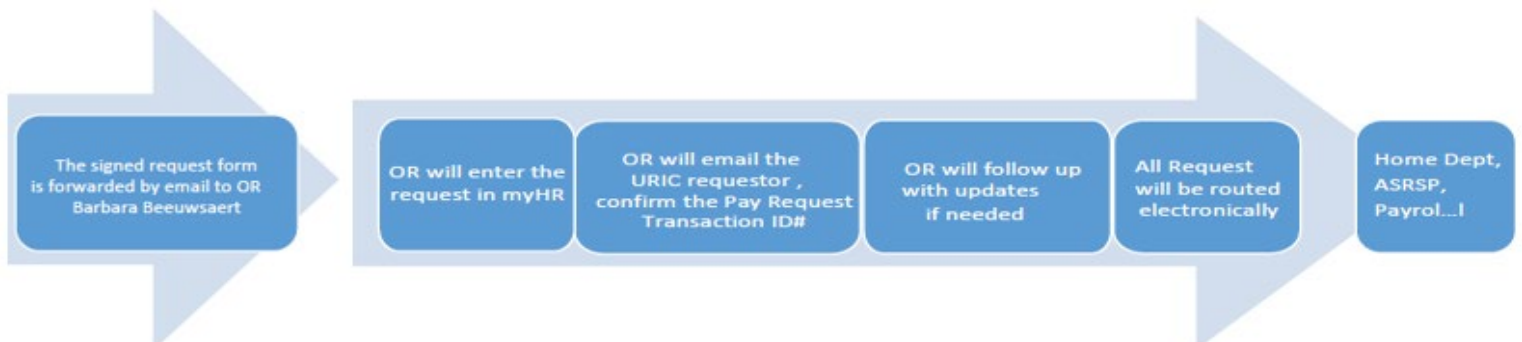 The signed request form
is forwarded by email to OR
Barbara Beeuwsaert
OR will enter the
request in myHR
OR will email the
URIC requestor ,
confirm the Pay Request
Transaction ID#
OR will follow up
with updates
if needed
All Request
will be routed
electronically
Home Dept,
ASRSP,
Payrol...l